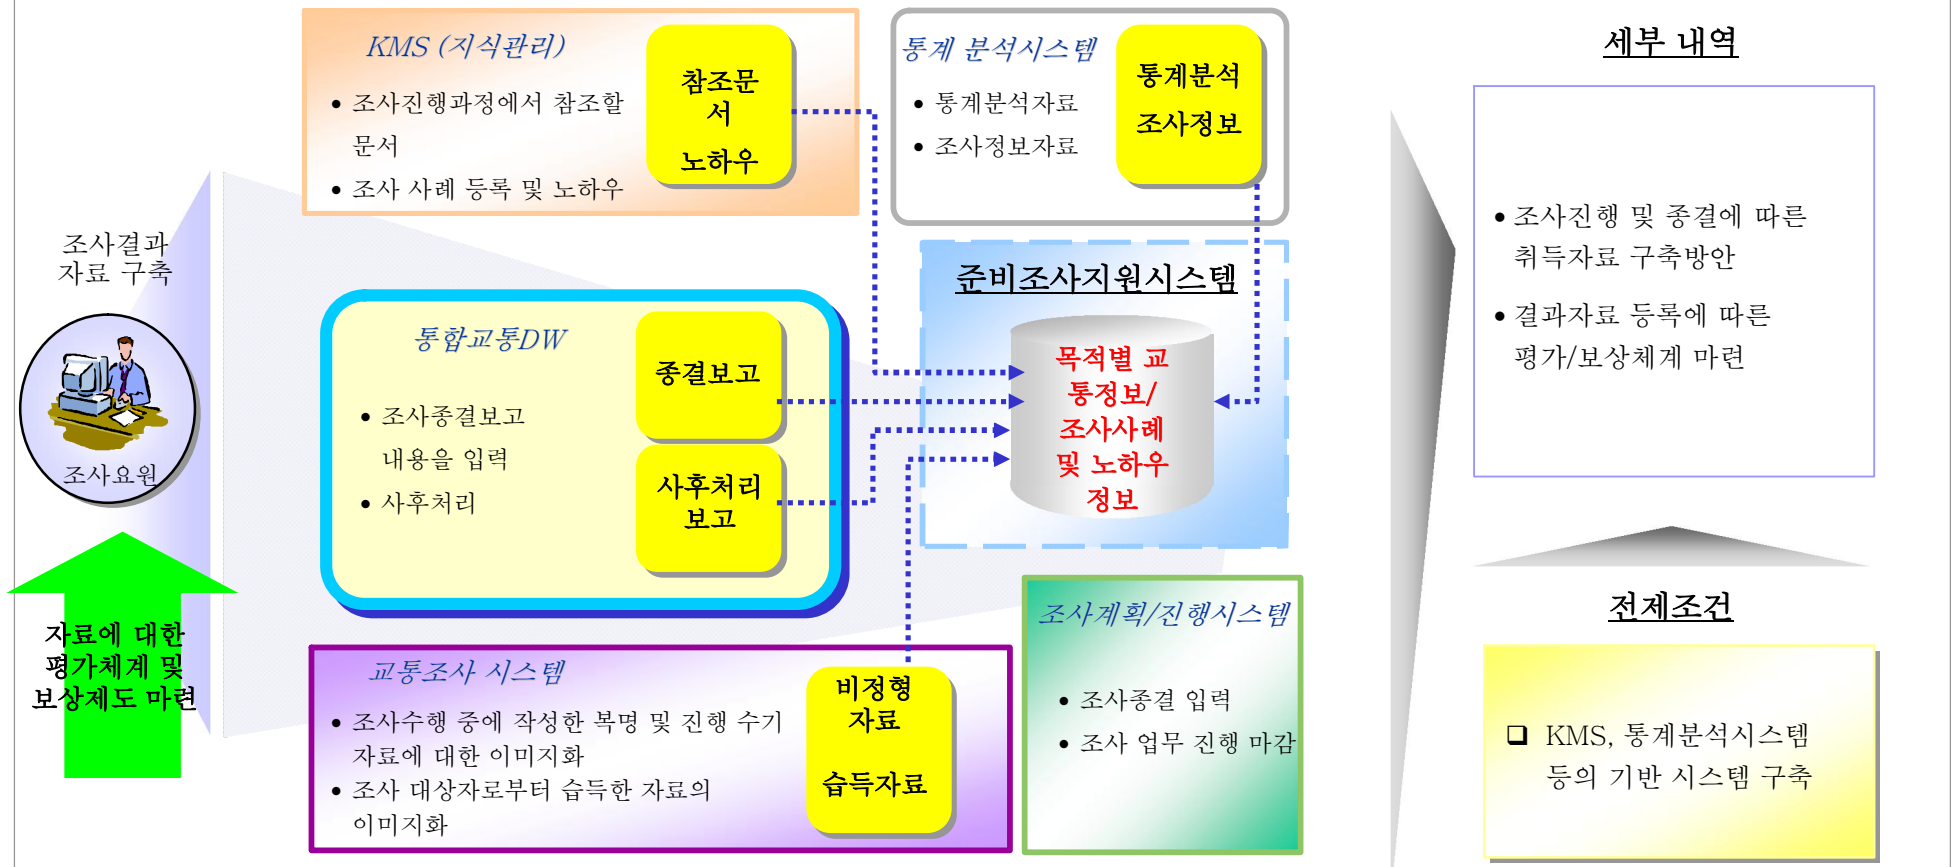 조사결과
자료 구축
조사요원
자료에 대한
평가체계 및
보상제도 마련
KMS (지식관리)
• 조사진행과정에서 참조할
문서
• 조사 사례 등록 및 노하우
참조문
서
노하우
통계 분석시스템
• 통계분석자료
• 조사정보자료
통계분석
조사정보
통합교통DW
• 조사종결보고
내용을 입력
• 사후처리
종결보고
사후처리
보고
준비조사지원시스템
목적별 교
통정보/
조사사례
및 노하우
정보
교통조사 시스템
• 조사수행 중에 작성한 복명 및 진행 수기
자료에 대한 이미지화
• 조사 대상자로부터 습득한 자료의
이미지화
비정형
자료
습득자료
조사계획/진행시스템
• 조사종결 입력
• 조사 업무 진행 마감
세부 내역
• 조사진행 및 종결에 따른
취득자료 구축방안
• 결과자료 등록에 따른
평가/보상체계 마련
전제조건
❑ KMS, 통계분석시스템
등의 기반 시스템 구축